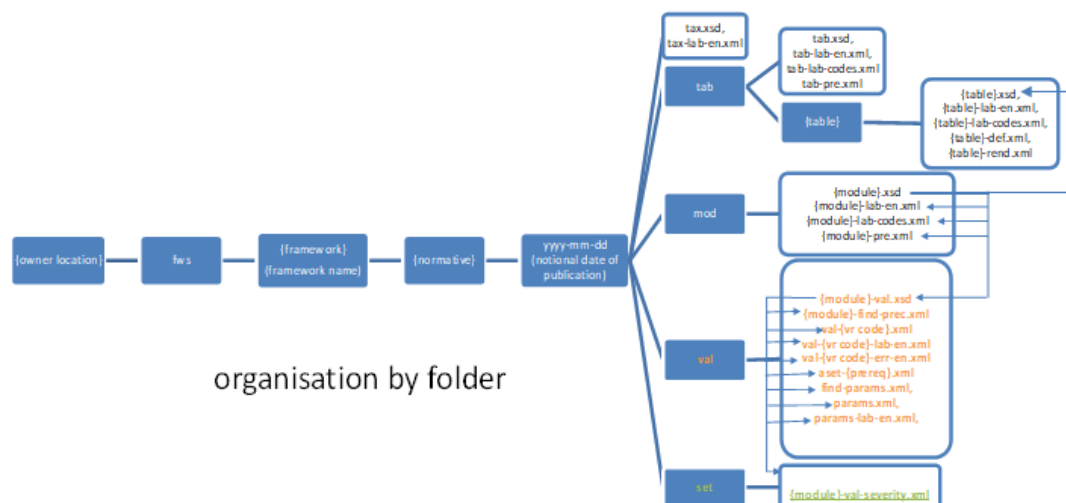 tax.xsd,
tax-lab-en.xml
tab
tab.xsd,
tab-lab-en.xml,
tab-lab-codes.xml
tab-pre.xml
{table}
{table}.xsd,
{table}-lab-en.xml,
{table}-lab-codes.xml,
{table}-def.xml,
{table}-rend.xml
mod
{module}.xsd
{module}-lab-en.xml
{module}-lab-codes.xml
{module}-pre.xml
{owner location}
fws
{framework}
(framework name)
{normative}
yyyy-mm-dd
(notional date of
publication)
val
{module}-val.xsd
{module}-find-prec.xml
val-{vr code}.xml
val-{vr code}-lab-en.xml
val-{vr code}-err-en.xml
aset-{prereq}.xml
find-params.xml,
params.xml,
params-lab-en.xml,
organisation by folder
set
{module}-val-severity.xml